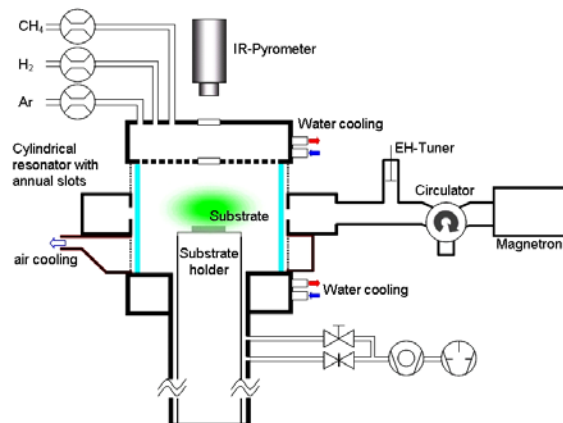 CH4
H2
Ar
IR-Pyrometer
Water cooling
Cylindrical
resonator with
annual slots
EH-Tuner
Circulator
Substrate
Magnetron
Substrate
holder
air cooling
Water cooling